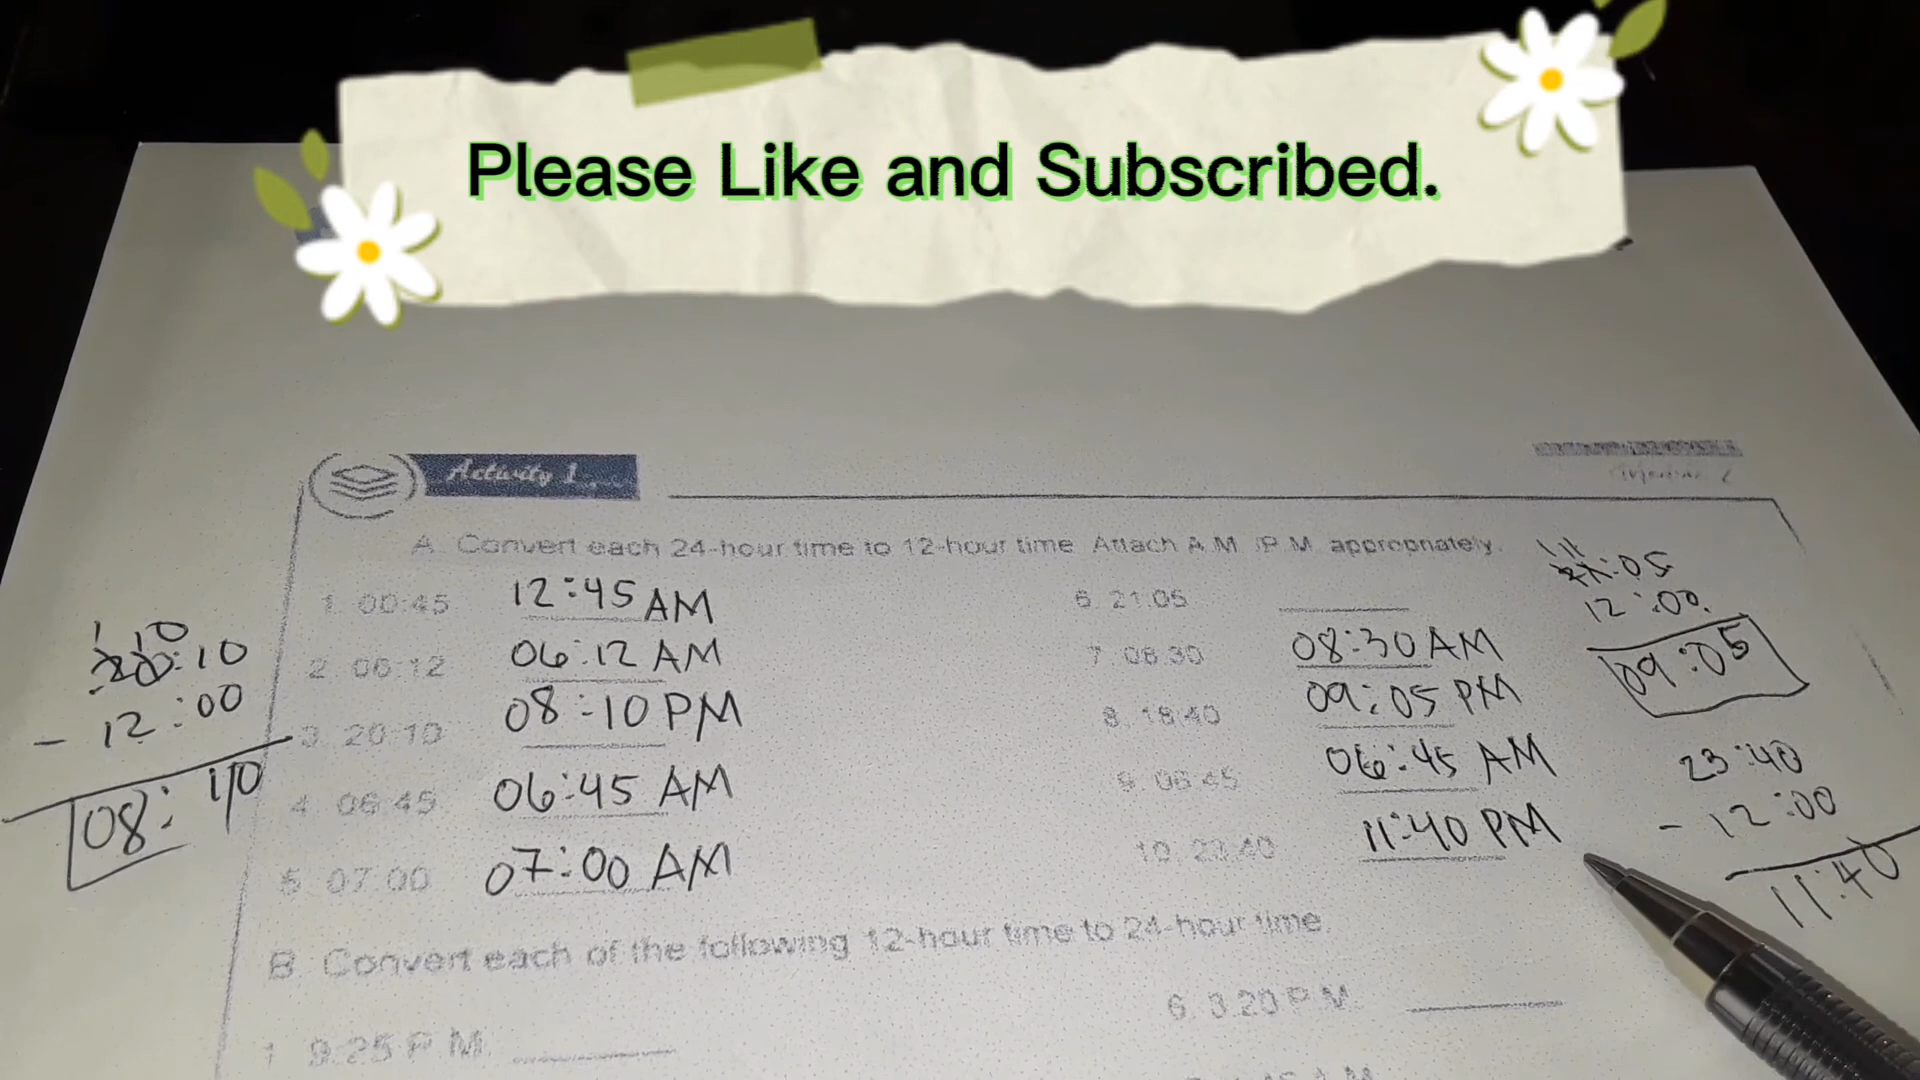 Please Like and Subscribed.
Activity 1
A. Convert each 24-hour time to 12-hour time. Attach A.M./P.M. appropriately.
1. 00:45 12:45 AM
2. 06:12 06:12 AM
3. 20:10 08:10 PM
4. 06:45 06:45 AM
5. 07:00 07:00 AM
6. 21:05
7. 08:30 08:30 AM
8. 18:40 09:05 PM
9. 06:45 06:45 AM
10. 23:40 11:40 PM
1 10
20:10
- 12:00
08:10
1 11
21:05
12:00
09:05
23:40
- 12:00
11:40
B. Convert each of the following 12-hour time to 24-hour time.
1. 9:25 P.M.
6. 3:20 P.M.